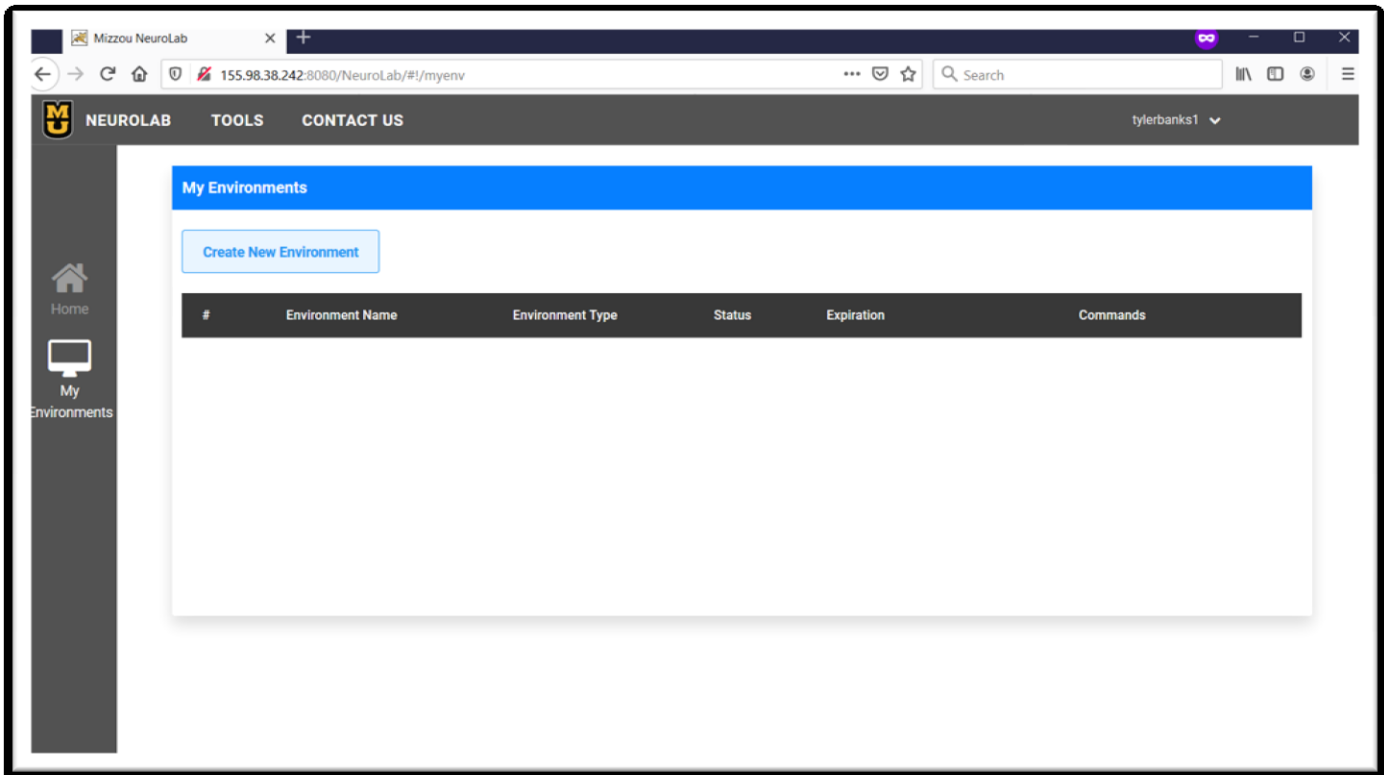 Mizzou NeuroLab
155.98.38.242:8080/NeuroLab/#!/myenv
Search
MU
NEUROLAB TOOLS CONTACT US tylerbanks1
Home
My
Environments
My Environments
Create New Environment
# Environment Name Environment Type Status Expiration Commands